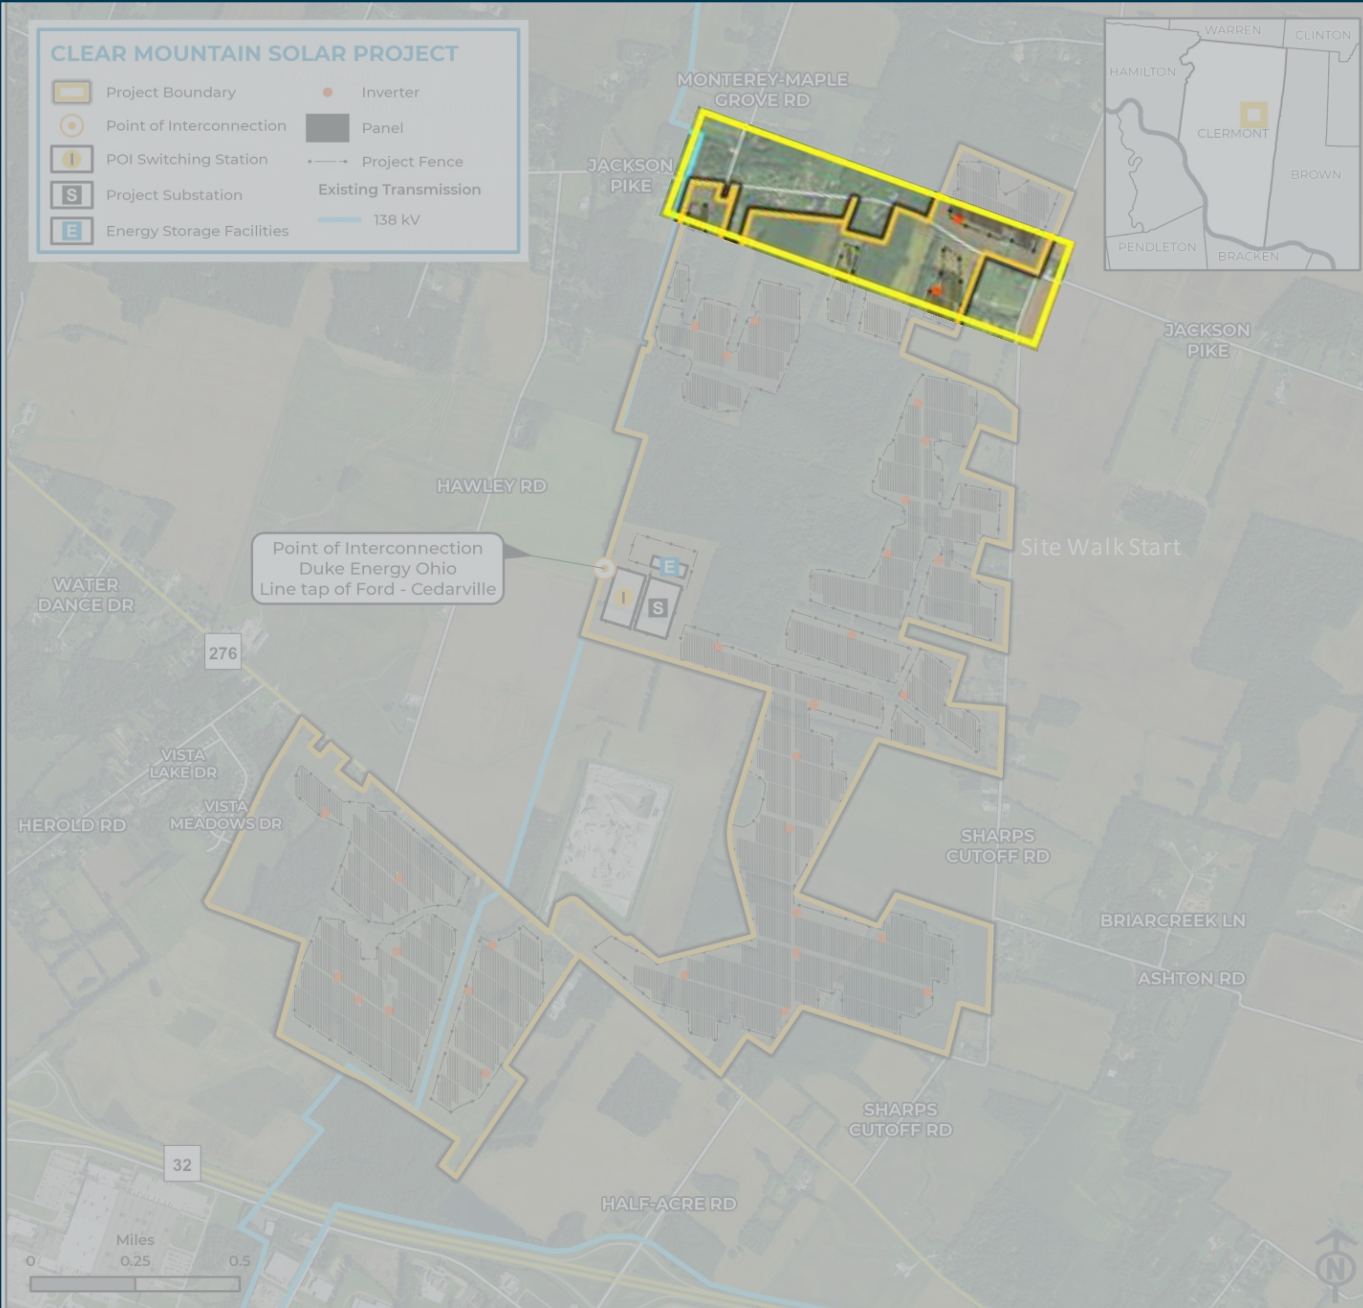 CLEAR MOUNTAIN SOLAR PROJECT
Project Boundary
Point of Interconnection
I
POI Switching Station
S
Project Substation
E
Energy Storage Facilities
Inverter
Panel
Project Fence
Existing Transmission
138 kV
MONTEREY-MAPLE
GROVE RD
JACKSON
PIKE
WARREN
CLINTON
HAMILTON
CLERMONT
BROWN
PENDLETON
BRACKEN
JACKSON
PIKE
HAWLEY RD
Point of Interconnection
Duke Energy Ohio
Line tap of Ford - Cedarville
E
I
S
Site Walk Start
WATER
DANCE DR
276
VISTA
LAKE DR
VISTA
MEADOWS DR
HEROLD RD
SHARPS
CUTOFF RD
BRIARCREEK LN
ASHTON RD
SHARPS
CUTOFF RD
32
HALF-ACRE RD
Miles
0
0.25
0.5
N